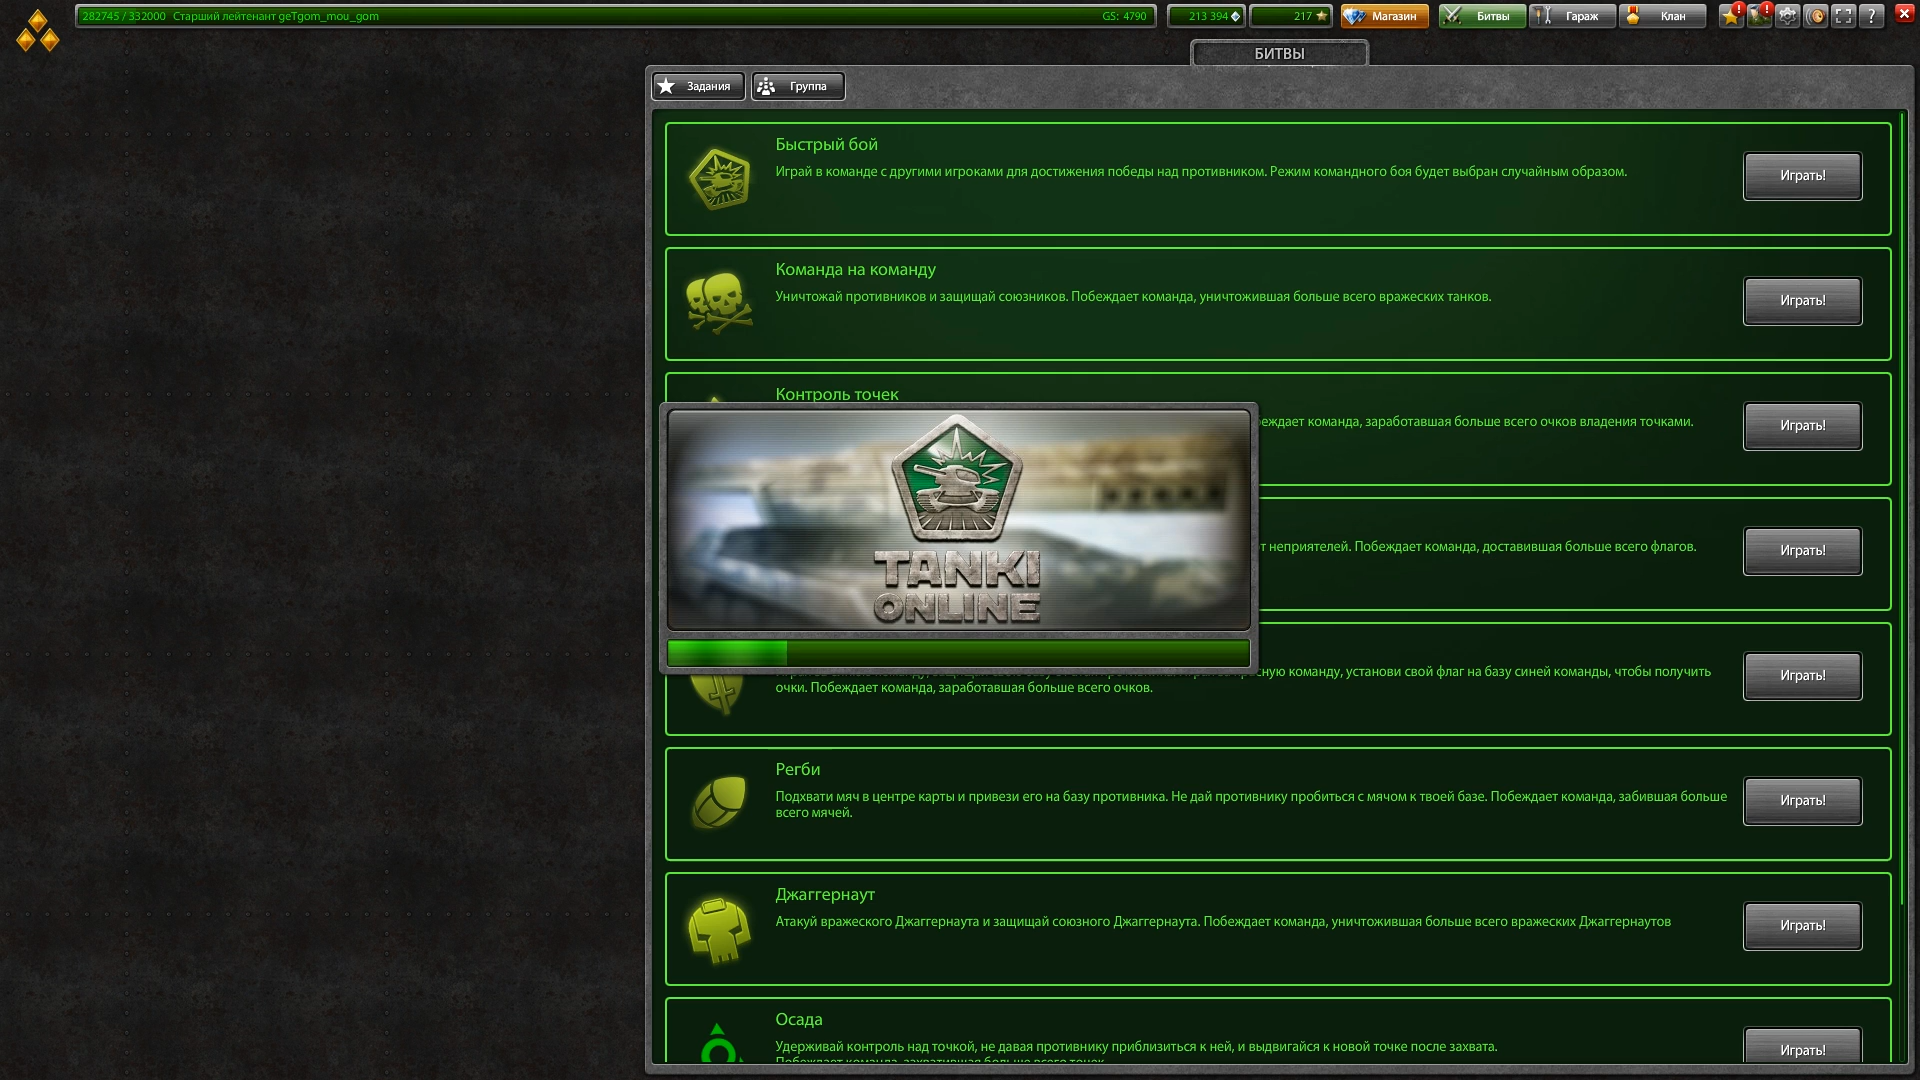 282745 / 332000 Старший лейтенант geTgom_mou_gom
GS: 4790
213 394
217
Магазин
Битвы
Гараж
Клан
?
БИТВЫ
Задания
Группа
Быстрый бой
Играй в команде с другими игроками для достижения победы над противником. Режим командного боя будет выбран случайным образом.
Играть!
Команда на команду
Уничтожай противников и защищай союзников. Побеждает команда, уничтожившая больше всего вражеских танков.
Играть!
Контроль точек
команда, заработавшая больше всего очков владения точками.
Играть!
неприятелей. Побеждает команда, доставившая больше всего флагов.
Играть!
TANKI
ONLINE
команду, установи свой флаг на базу синей команды, чтобы получить
очки. Побеждает команда, заработавшая больше всего очков.
Играть!
Регби
Подхвати мяч в центре карты и привези его на базу противника. Не дай противнику пробиться с мячом к твоей базе. Побеждает команда, забившая больше
всего мячей.
Играть!
Джаггернаут
Атакуй вражеского Джаггернаута и защищай союзного Джаггернаута. Побеждает команда, уничтожившая больше всего вражеских Джаггернаутов
Играть!
Осада
Удерживай контроль над точкой, не давая противнику приблизиться к ней, и выдвигайся к новой точке после захвата.
Побеждает команда, захватившая больше всего точек.
Играть!